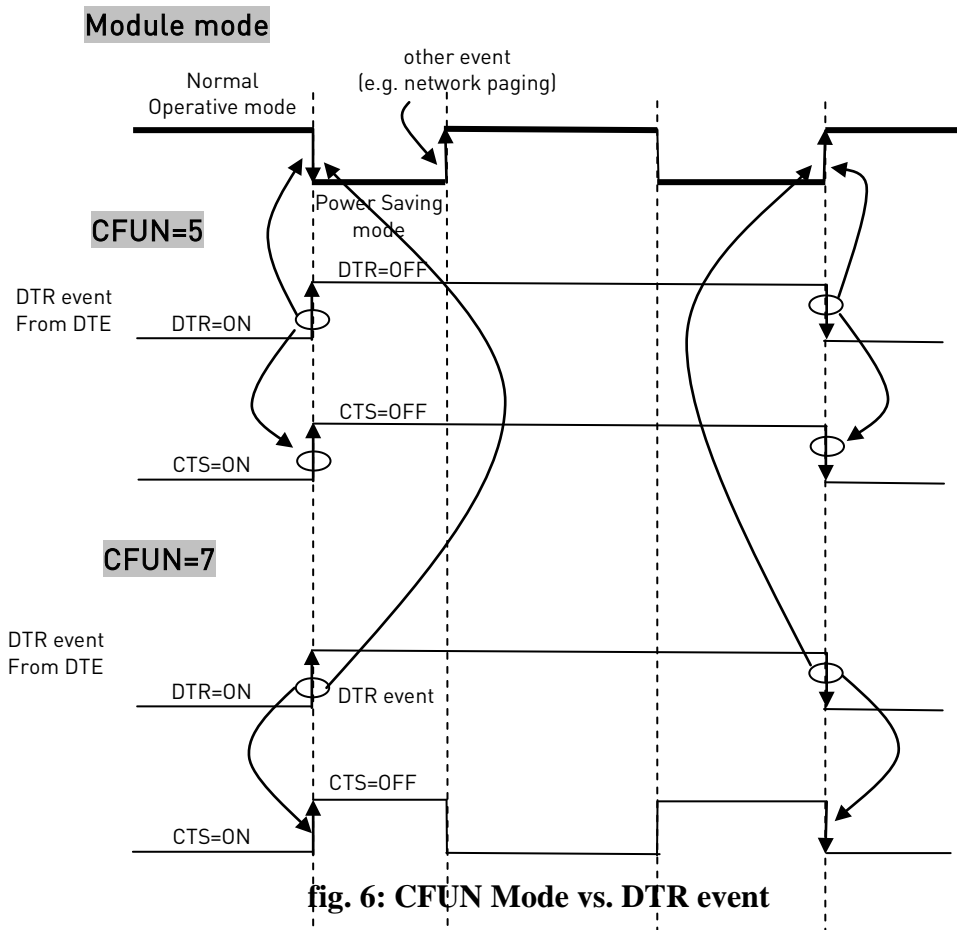 Module mode
other event
(e.g. network paging)
Normal
Operative mode
Power Saving
mode
CFUN=5
DTR=OFF
DTR event
From DTE
DTR=ON
CTS=OFF
CTS=ON
CFUN=7
DTR event
From DTE
DTR=ON
DTR event
CTS=OFF
CTS=ON
fig. 6: CFUN Mode vs. DTR event